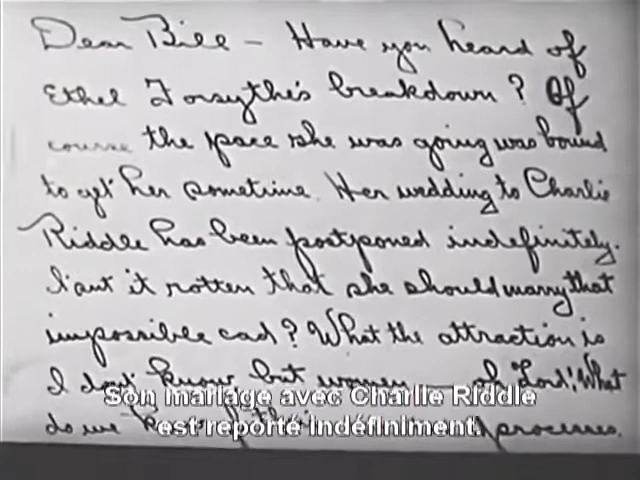 Dear Bill – Have you heard of
Ethel Forsythe's breakdown? Of
course the pace she was going was bound
to get her sometime. Her wedding to Charlie
Riddle has been postponed indefinitely.
Isn't it rotten that she should marry that
impossible cad? What the attraction is
I don't know but women – oh Lord! What
do we processes.
Son mariage avec Charlie Riddle
est reporté indéfiniment.